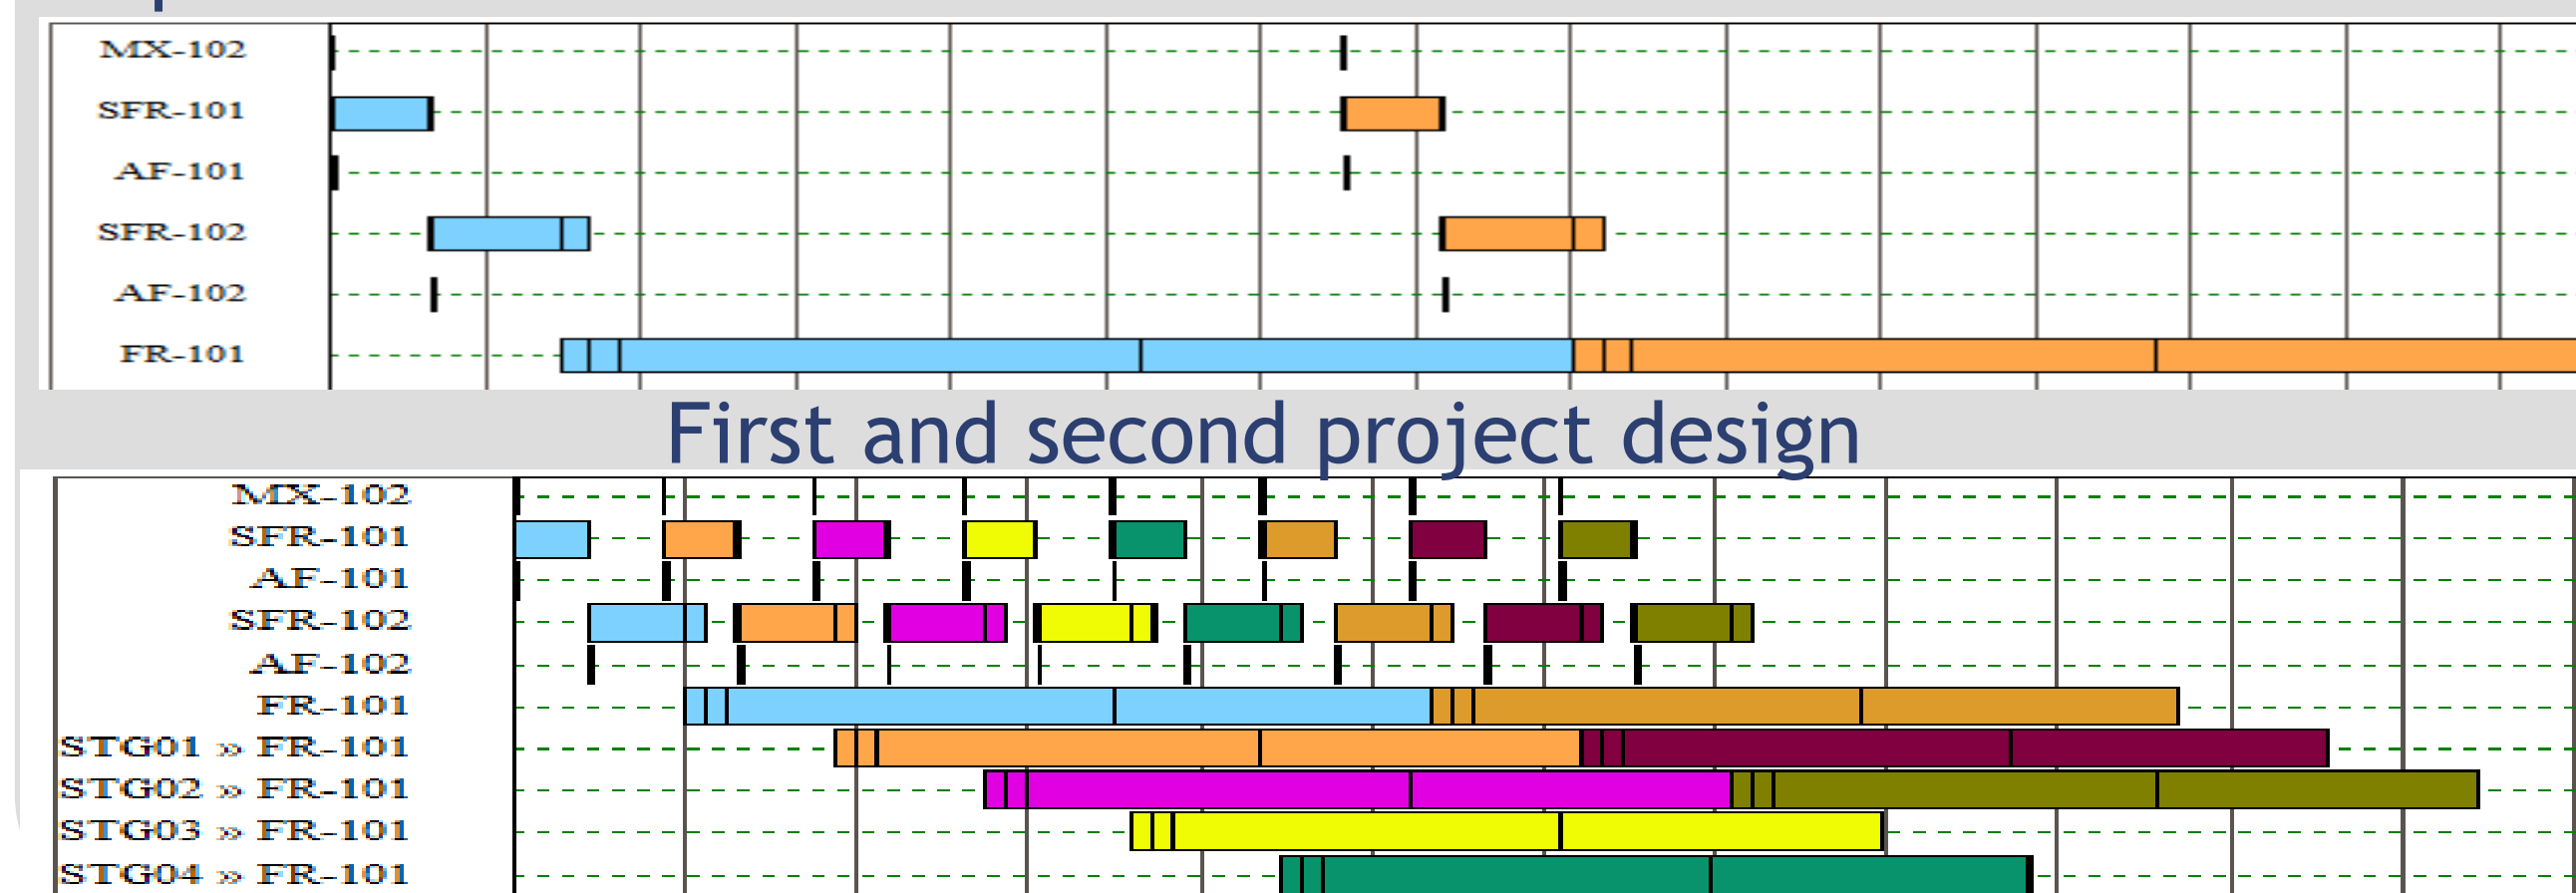 MX-102
SFR-101
AF-101
SFR-102
AF-102
FR-101
First and second project design
MX-102
SFR-101
AF-101
SFR-102
AF-102
FR-101
STG01 » FR-101
STG02 » FR-101
STG03 » FR-101
STG04 » FR-101